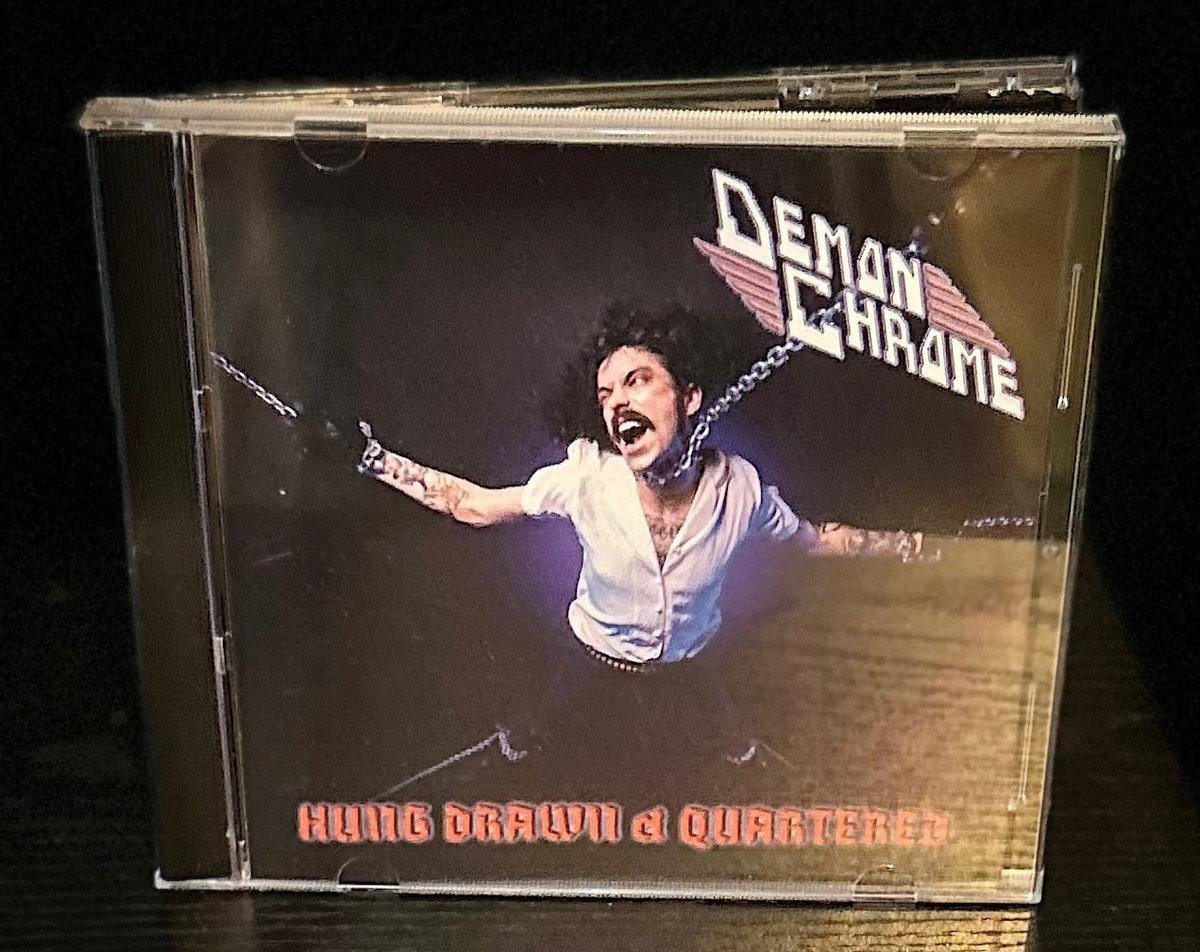 DEMON
CHROME
HUNG DRAWN & QUARTERED